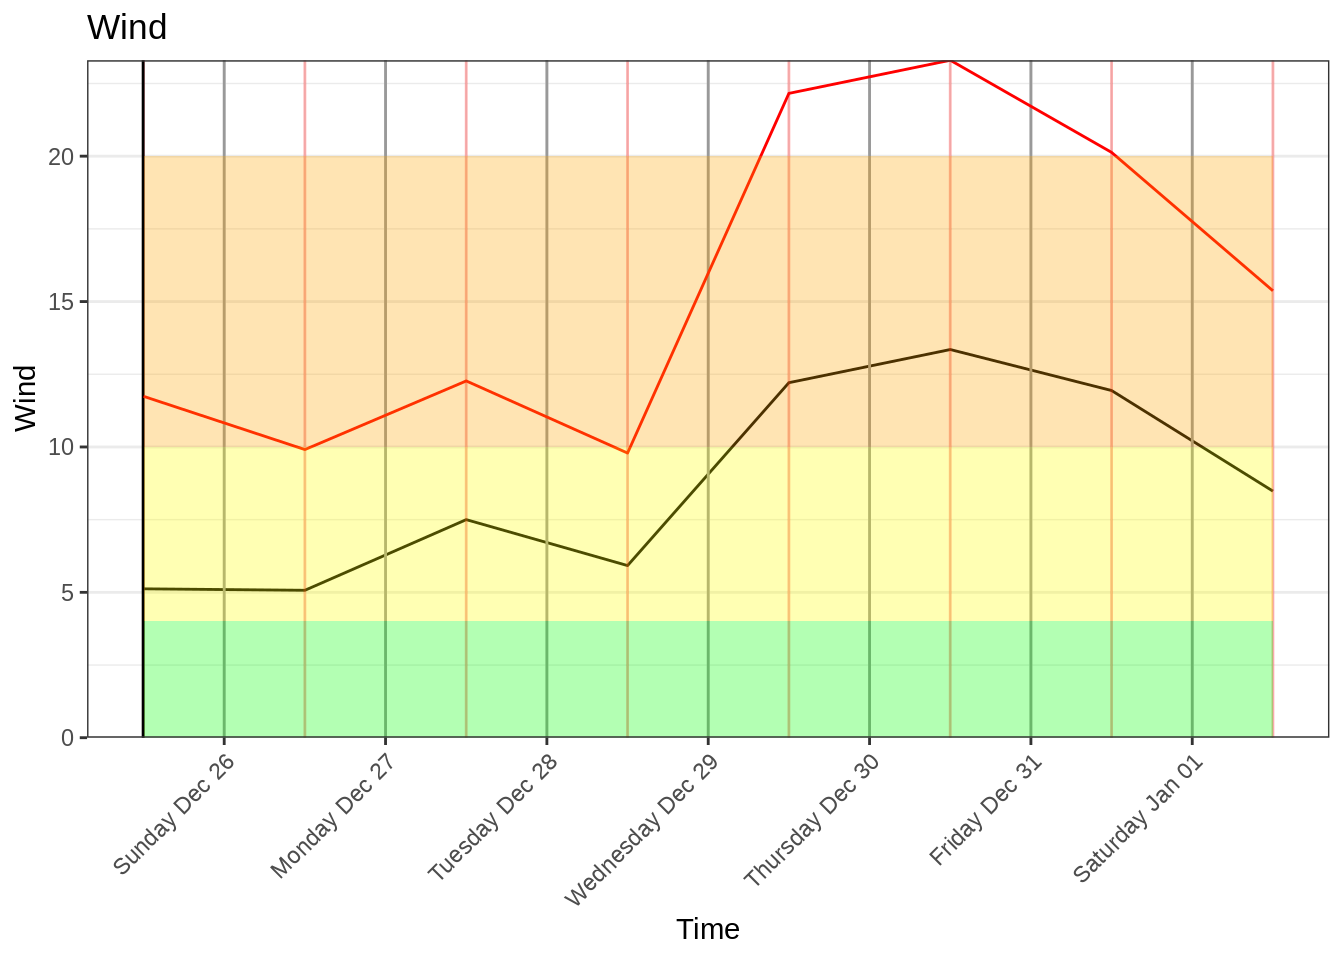 Wind
20
15
10
5
0
Wind
Sunday Dec 26
Monday Dec 27
Tuesday Dec 28
Wednesday Dec 29
Thursday Dec 30
Friday Dec 31
Saturday Jan 01
Time